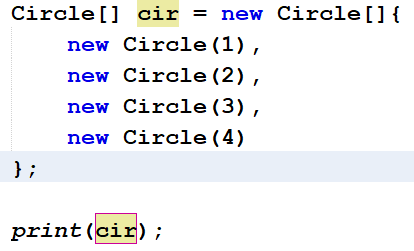 Circle[] cir = new Circle[]{
    new Circle(1),
    new Circle(2),
    new Circle(3),
    new Circle(4)
};
print(cir);